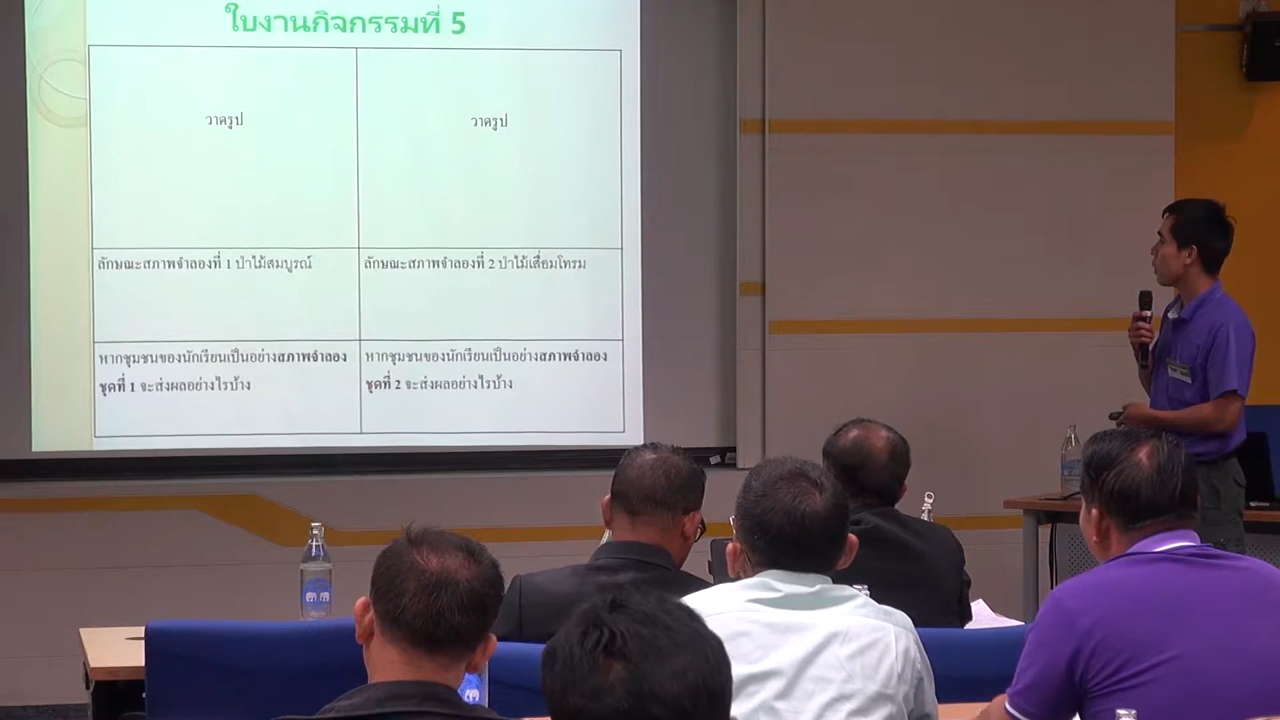 ใบงานกิจกรรมที่ 5
วาดรูป
วาดรูป
ลักษณะสภาพจำลองที่ 1 ป่าไม้สมบูรณ์
ลักษณะสภาพจำลองที่ 2 ป่าไม้เสื่อมโทรม
หากชุมชนของนักเรียนเป็นอย่างสภาพจำลอง
ชุดที่ 1 จะส่งผลอย่างไรบ้าง
หากชุมชนของนักเรียนเป็นอย่างสภาพจำลอง
ชุดที่ 2 จะส่งผลอย่างไรบ้าง